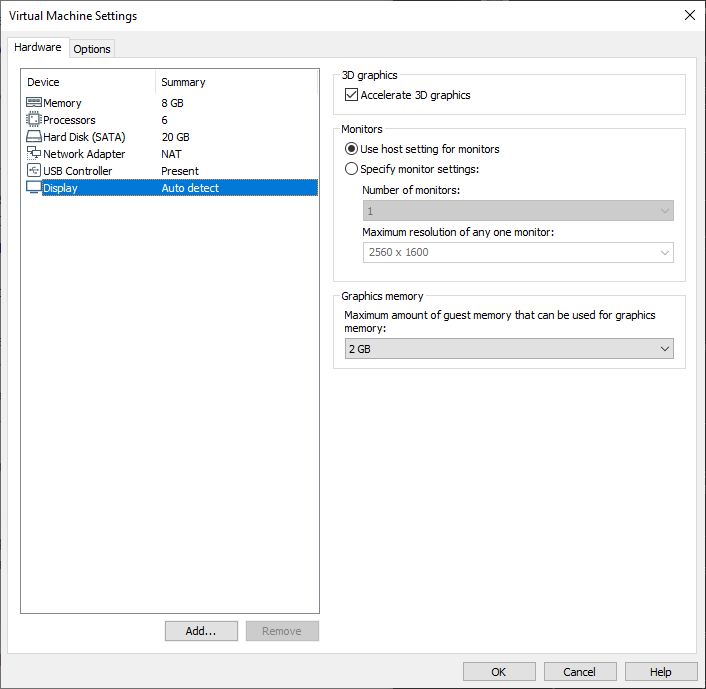 Virtual Machine Settings
Hardware
Options
Device Summary
Memory 8 GB
Processors 6
Hard Disk (SATA) 20 GB
Network Adapter NAT
USB Controller Present
Display Auto detect
Add...
Remove
3D graphics
Accelerate 3D graphics
Monitors
Use host setting for monitors
Specify monitor settings:
Number of monitors:
1
Maximum resolution of any one monitor:
2560 x 1600
Graphics memory
Maximum amount of guest memory that can be used for graphics
memory:
2 GB
OK
Cancel
Help